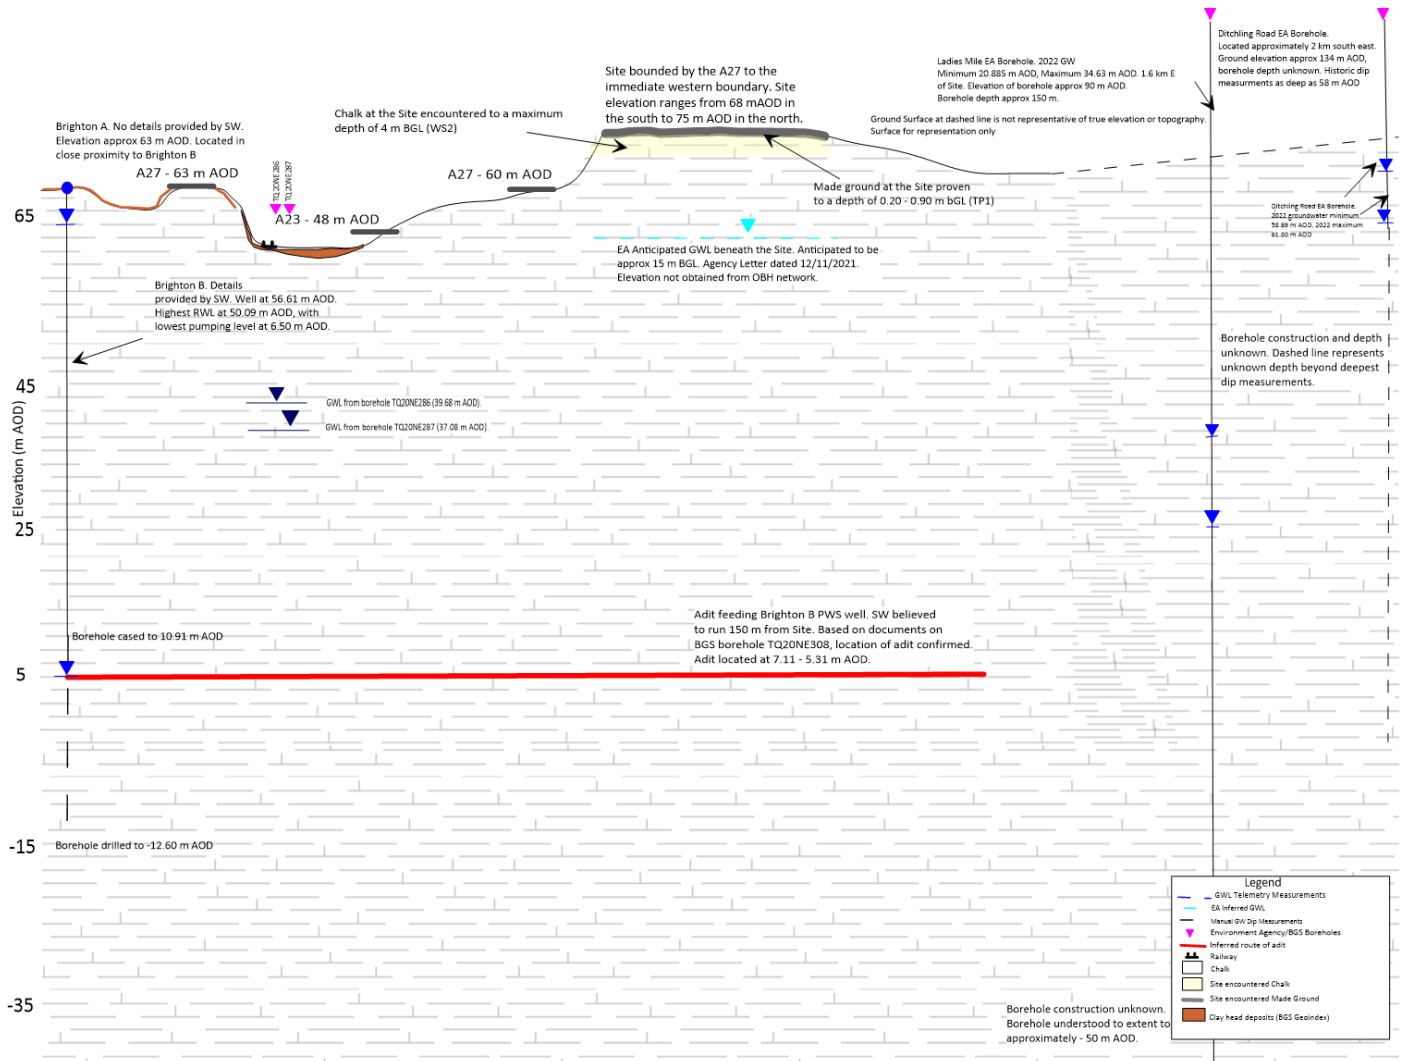 Ditchling Road EA Borehole.
Located approximately 2 km south east.
Ground elevation approx 134 m AOD,
borehole depth unknown. Historic dip
measurments as deep as 58 m AOD
Ladies Mile EA Borehole. 2022 GW
Minimum 20.885 m AOD, Maximum 34.63 m AOD. 1.6 km E
of Site. Elevation of borehole approx 90 m AOD.
Borehole depth approx 150 m.
Ground Surface at dashed line is not representative of true elevation or topography.
Surface for representation only
Site bounded by the A27 to the
immediate western boundary. Site
elevation ranges from 68 mAOD in
the south to 75 m AOD in the north.
Chalk at the Site encountered to a maximum
depth of 4 m BGL (WS2)
Brighton A. No details provided by SW.
Elevation approx 63 m AOD. Located in
close proximity to Brighton B
A27 - 63 m AOD
TQ20NE286
TQ20NE287
A27 - 60 m AOD
A23 - 48 m AOD
Made ground at the Site proven
to a depth of 0.20 - 0.90 m bGL (TP1)
Ditchling Road EA Borehole.
2022 groundwater minimum
38.69 m AOD, 2022 maximum
61.80 m AOD
EA Anticipated GWL beneath the Site. Anticipated to be
approx 15 m BGL. Agency Letter dated 12/11/2021.
Elevation not obtained from OBH network.
Brighton B. Details
provided by SW. Well at 56.61 m AOD.
Highest RWL at 50.09 m AOD, with
lowest pumping level at 6.50 m AOD.
Borehole construction and depth
unknown. Dashed line represents
unknown depth beyond deepest
dip measurements.
GWL from borehole TQ20NE286 (39.68 m AOD).
GWL from borehole TQ20NE287 (37.08 m AOD).
Elevation (m AOD)
65
45
25
5
-15
-35
Adit feeding Brighton B PWS well. SW believed
to run 150 m from Site. Based on documents on
BGS borehole TQ20NE308, location of adit confirmed.
Adit located at 7.11 - 5.31 m AOD.
Borehole cased to 10.91 m AOD
Borehole drilled to -12.60 m AOD
Borehole construction unknown.
Borehole understood to extent to
approximately - 50 m AOD.
Legend
GWL Telemetry Measurements
EA Inferred GWL
Manual GW Dip Measurements
Environment Agency/BGS Boreholes
Inferred route of adit
Railway
Chalk
Site encountered Chalk
Site encountered Made Ground
Clay head deposits (BGS Geoindex)